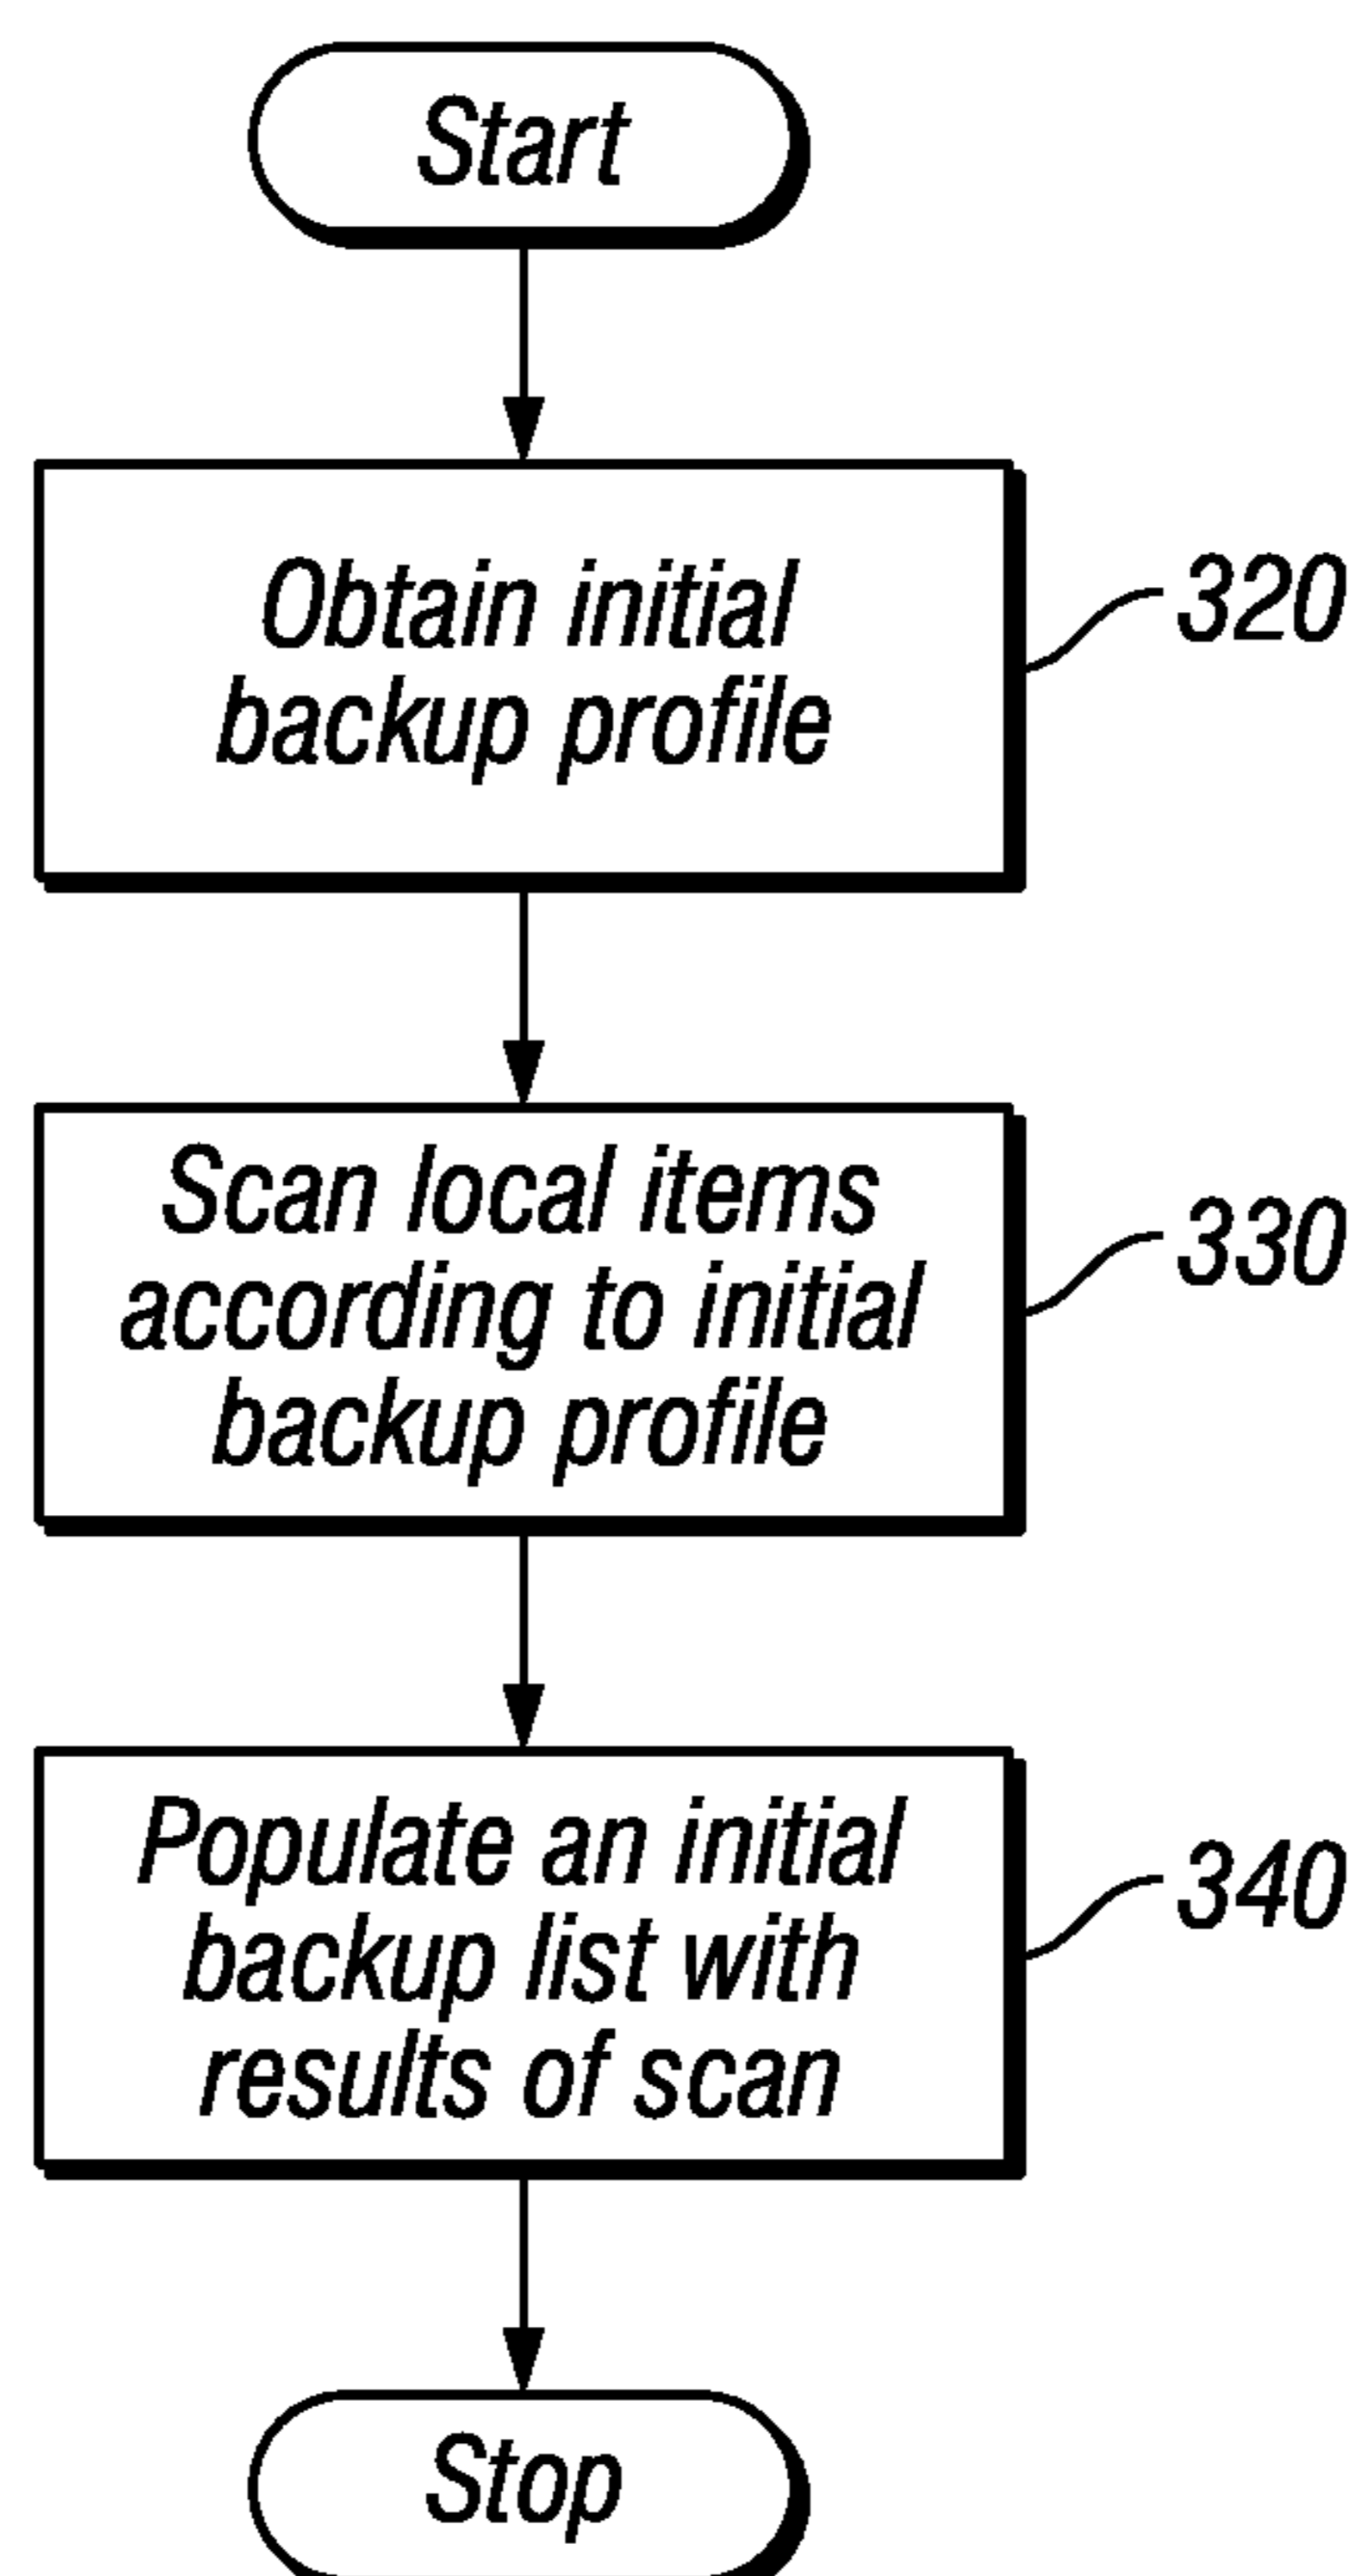 Start
Obtain initial
backup profile
320
Scan local items
according to initial
backup profile
330
Populate an initial
backup list with
results of scan
340
Stop